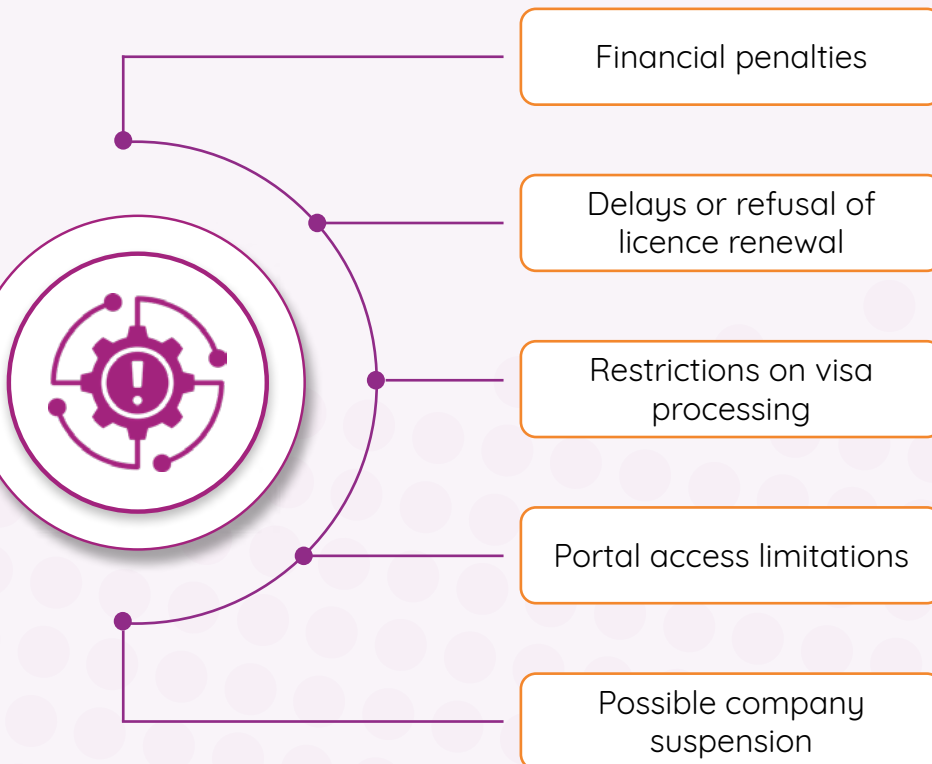 Financial penalties
Delays or refusal of
licence renewal
Restrictions on visa
processing
Portal access limitations
Possible company
suspension